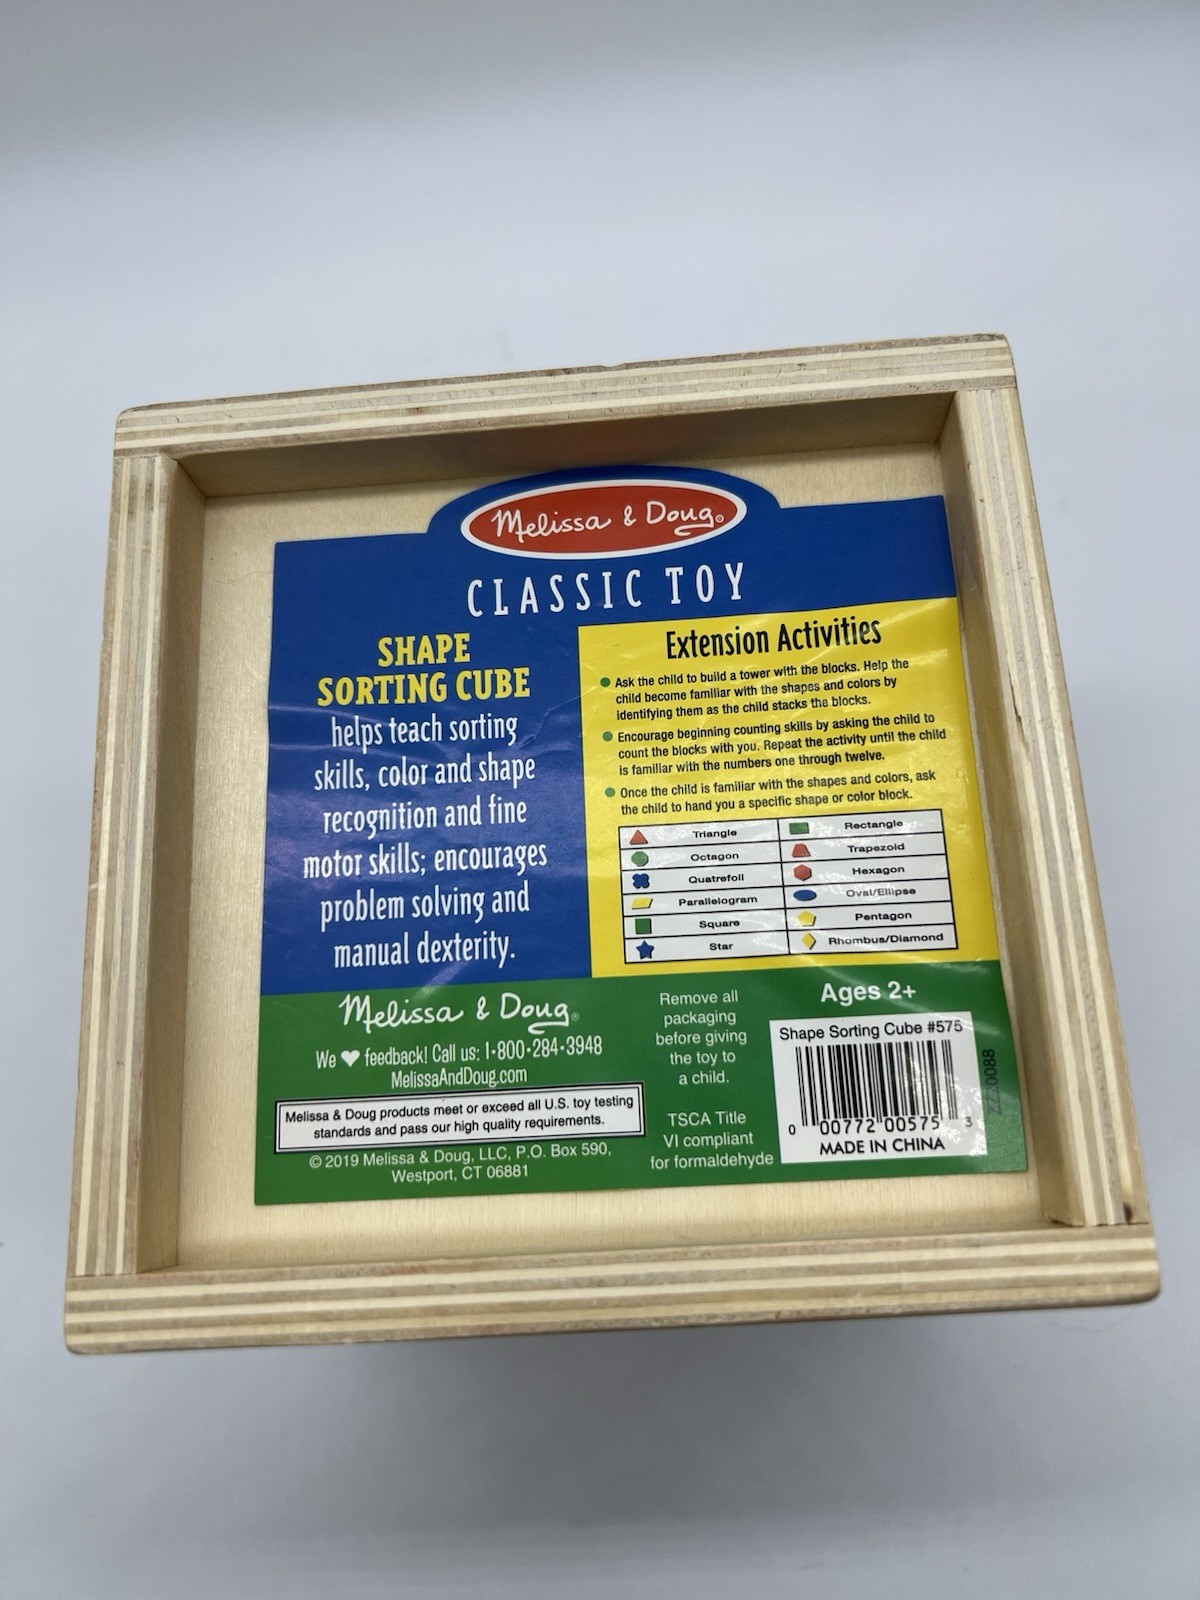 Melissa & Doug®
CLASSIC TOY
SHAPE
SORTING CUBE
helps teach sorting
skills, color and shape
recognition and fine
motor skills; encourages
problem solving and
manual dexterity.
Extension Activities
Ask the child to build a tower with the blocks. Help the
child become familiar with the shapes and colors by
identifying them as the child stacks the blocks.
Encourage beginning counting skills by asking the child to
count the blocks with you. Repeat the activity until the child
is familiar with the numbers one through twelve.
Once the child is familiar with the shapes and colors, ask
the child to hand you a specific shape or color block.
Triangle Rectangle
Octagon Trapezoid
Quatrefoil Hexagon
Parallelogram Oval/Ellipse
Square Pentagon
Star Rhombus/Diamond
Melissa & Doug®
We ♥ feedback! Call us: 1•800•284•3948
MelissaAndDoug.com
Melissa & Doug products meet or exceed all U.S. toy testing
standards and pass our high quality requirements.
© 2019 Melissa & Doug, LLC, P.O. Box 590,
Westport, CT 06881
Remove all
packaging
before giving
the toy to
a child.
TSCA Title
VI compliant
for formaldehyde
Ages 2+
Shape Sorting Cube #575
0 00772 00575 3
MADE IN CHINA